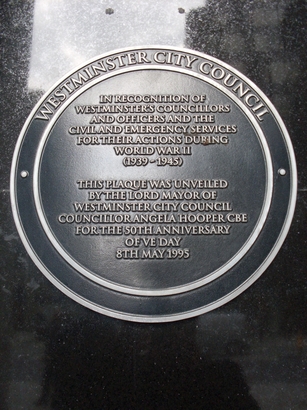 WESTMINSTER CITY COUNCIL
IN RECOGNITION OF
WESTMINSTER'S COUNCILLORS
AND OFFICERS AND THE
CIVIL AND EMERGENCY SERVICES
FOR THEIR ACTIONS DURING
WORLD WAR II
(1939-1945)
THIS PLAQUE WAS UNVEILED
BY THE LORD MAYOR OF
WESTMINSTER CITY COUNCIL
COUNCILLOR ANGELA HOOPER CBE
FOR THE 50TH ANNIVERSARY
OF VE DAY
8TH MAY 1995